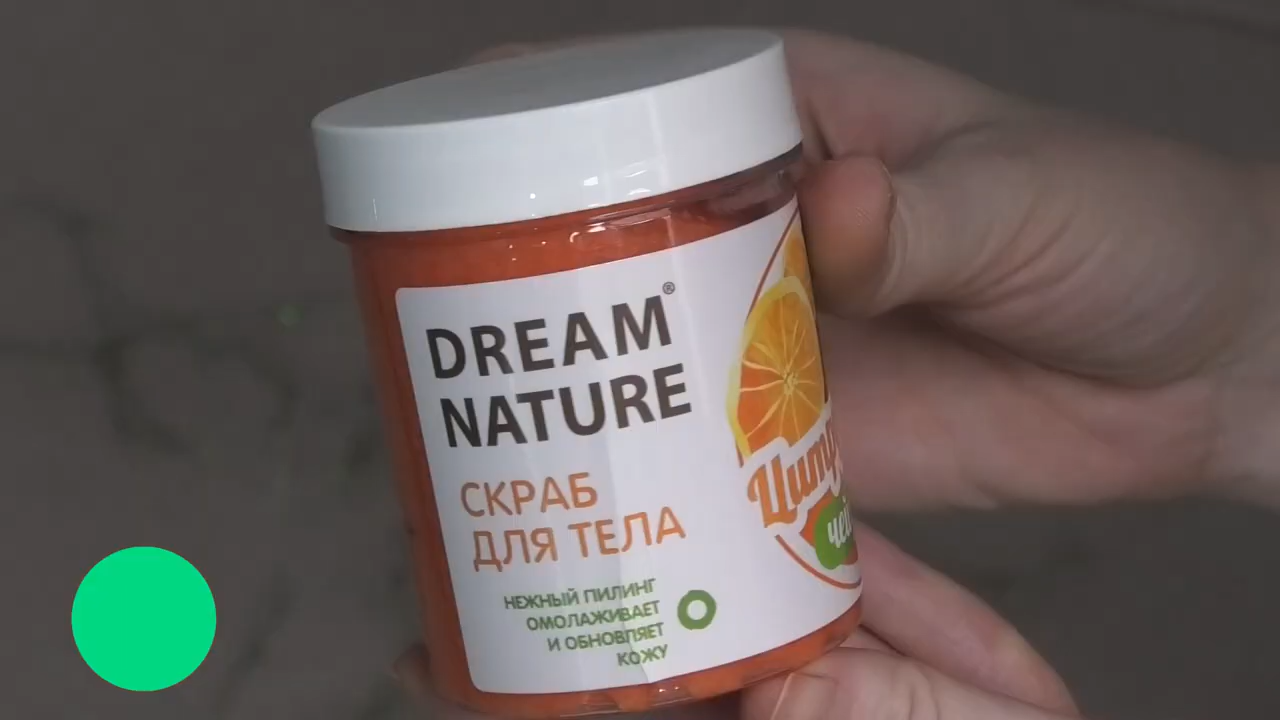 DREAM®
NATURE
СКРАБ
ДЛЯ ТЕЛА
НЕЖНЫЙ ПИЛИНГ
ОМОЛАЖИВАЕТ
И ОБНОВЛЯЕТ
КОЖУ